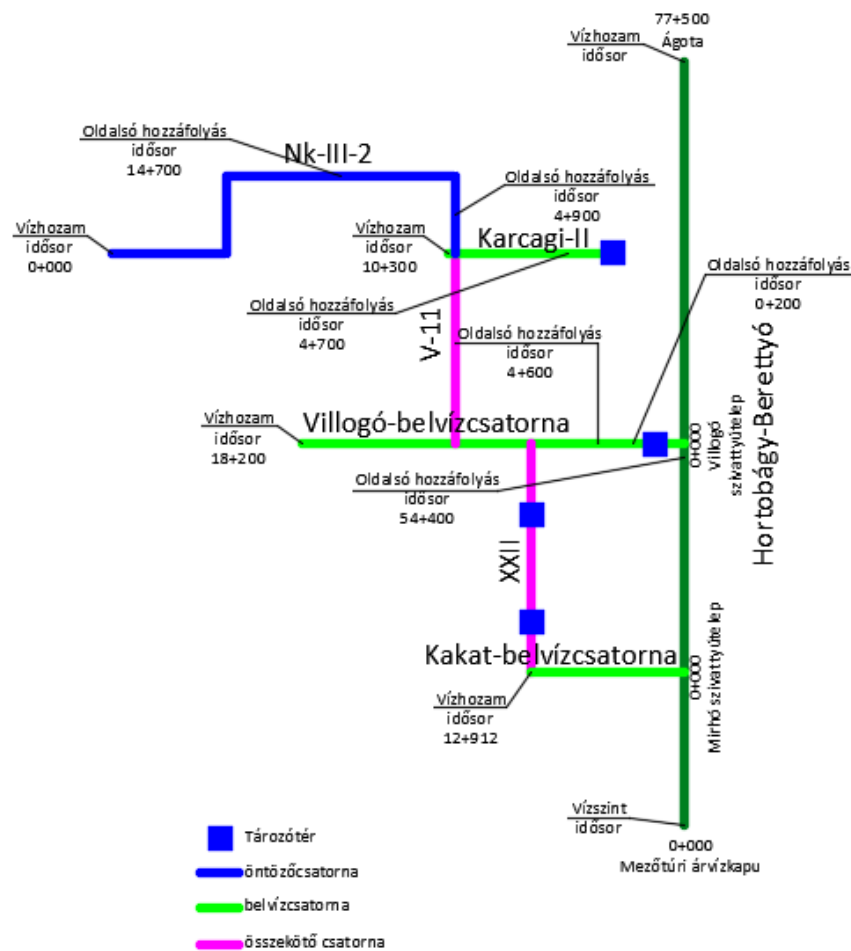 77+500
Ágota
Vízhozam
idősor
Oldalsó hozzáfolyás
idősor
14+700
Nk-III-2
Oldalsó hozzáfolyás
idősor
4+900
Vízhozam
idősor
0+000
Vízhozam
idősor
10+300
Karcagi-II
Oldalsó hozzáfolyás
idősor
0+200
Oldalsó hozzáfolyás
idősor
4+700
V-11
Oldalsó hozzáfolyás
idősor
4+600
Hortobágy-Berettyó
Vízhozam
idősor
18+200
Villogó-belvízcsatorna
0+000
Villogó
szivattyútelep
Oldalsó hozzáfolyás
idősor
54+400
XXII
Kakat-belvízcsatorna
0+000
Mirhó szivattyútelep
Vízhozam
idősor
12+912
Vízszint
idősor
0+000
Mezőtúri árvízkapu
Tározótér
öntözőcsatorna
belvízcsatorna
összekötő csatorna